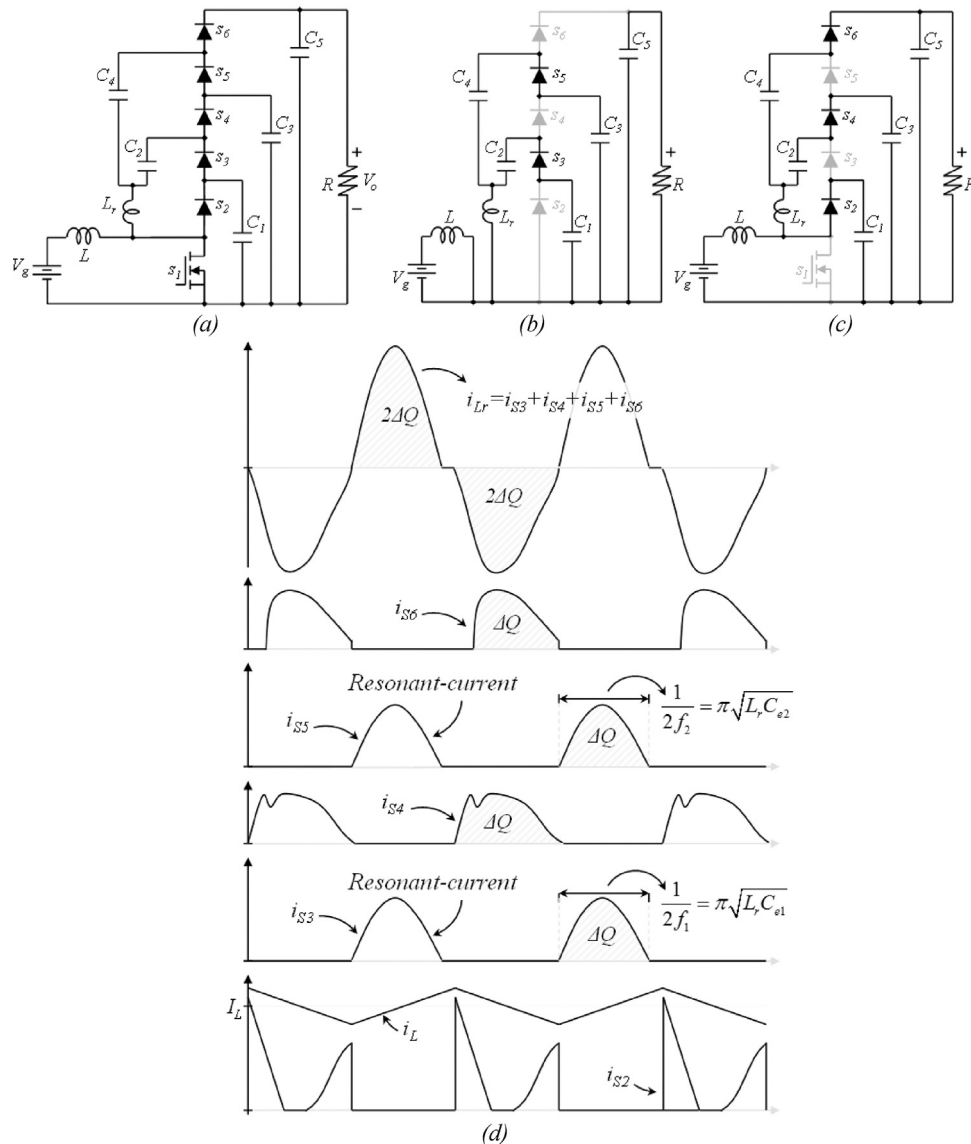 s6
C5
C4
s5
s4
C3
C2
s3
R
+
Vo
−
Lr
s2
C1
L
Vg
s1
(a)
s6
C5
C4
s5
s4
C3
C2
s3
+
R
L
Lr
s2
C1
Vg
(b)
s6
C5
C4
s5
s4
C3
C2
s3
+
R
L
Lr
s2
C1
Vg
s1
(c)
iLr=iS3+iS4+iS5+iS6
2ΔQ
2ΔQ
iS6
ΔQ
Resonant-current
1/(2f2) = π√(LrCe2)
iS5
ΔQ
iS4
ΔQ
Resonant-current
1/(2f1) = π√(LrCe1)
iS3
ΔQ
IL
iL
iS2
(d)